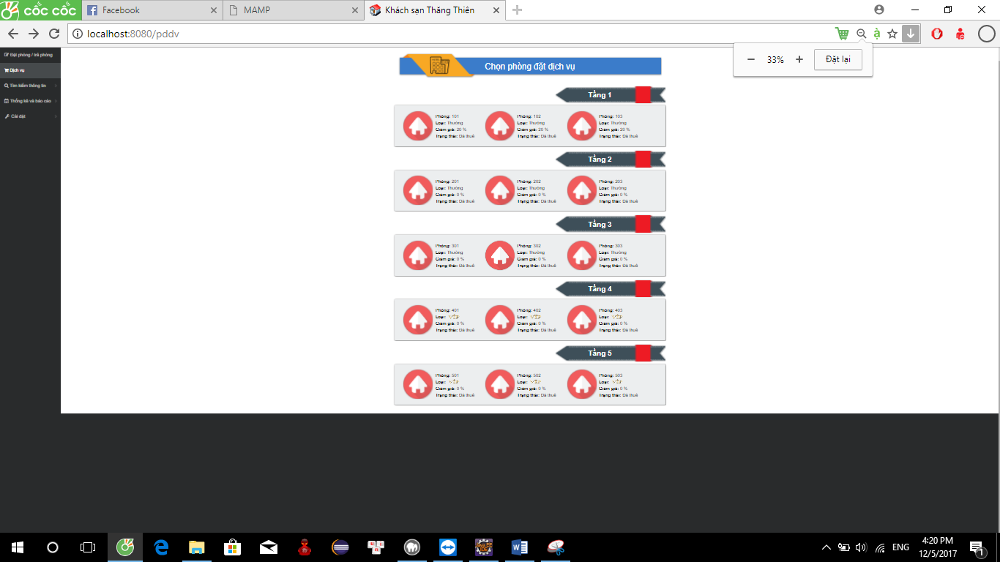 cốc cốc
Facebook
MAMP
Khách sạn Thăng Thiên
localhost:8080/pddv
à
33%
Đặt lại
Đặt phòng / trả phòng
Dịch vụ
Tìm kiếm thông tin
Thống kê và báo cáo
Cài đặt
Chọn phòng đặt dịch vụ
Tầng 1
Phòng: 101 Phòng: 102 Phòng: 103
Loại: Thường Loại: Thường Loại: Thường
Giảm giá: 20 % Giảm giá: 20 % Giảm giá: 20 %
Trạng thái: Đã thuê Trạng thái: Đã thuê Trạng thái: Đã thuê
Tầng 2
Phòng: 201 Phòng: 202 Phòng: 203
Loại: Thường Loại: Thường Loại: Thường
Giảm giá: 0 % Giảm giá: 0 % Giảm giá: 0 %
Trạng thái: Đã thuê Trạng thái: Đã thuê Trạng thái: Đã thuê
Tầng 3
Phòng: 301 Phòng: 302 Phòng: 303
Loại: Thường Loại: Thường Loại: Thường
Giảm giá: 0 % Giảm giá: 0 % Giảm giá: 0 %
Trạng thái: Đã thuê Trạng thái: Đã thuê Trạng thái: Đã thuê
Tầng 4
Phòng: 401 Phòng: 402 Phòng: 403
Loại: Loại: Loại:
Giảm giá: 0 % Giảm giá: 0 % Giảm giá: 0 %
Trạng thái: Đã thuê Trạng thái: Đã thuê Trạng thái: Đã thuê
Tầng 5
Phòng: 501 Phòng: 502 Phòng: 503
Loại: Loại: Loại:
Giảm giá: 0 % Giảm giá: 0 % Giảm giá: 0 %
Trạng thái: Đã thuê Trạng thái: Đã thuê Trạng thái: Đã thuê
ENG
4:20 PM
12/5/2017
1